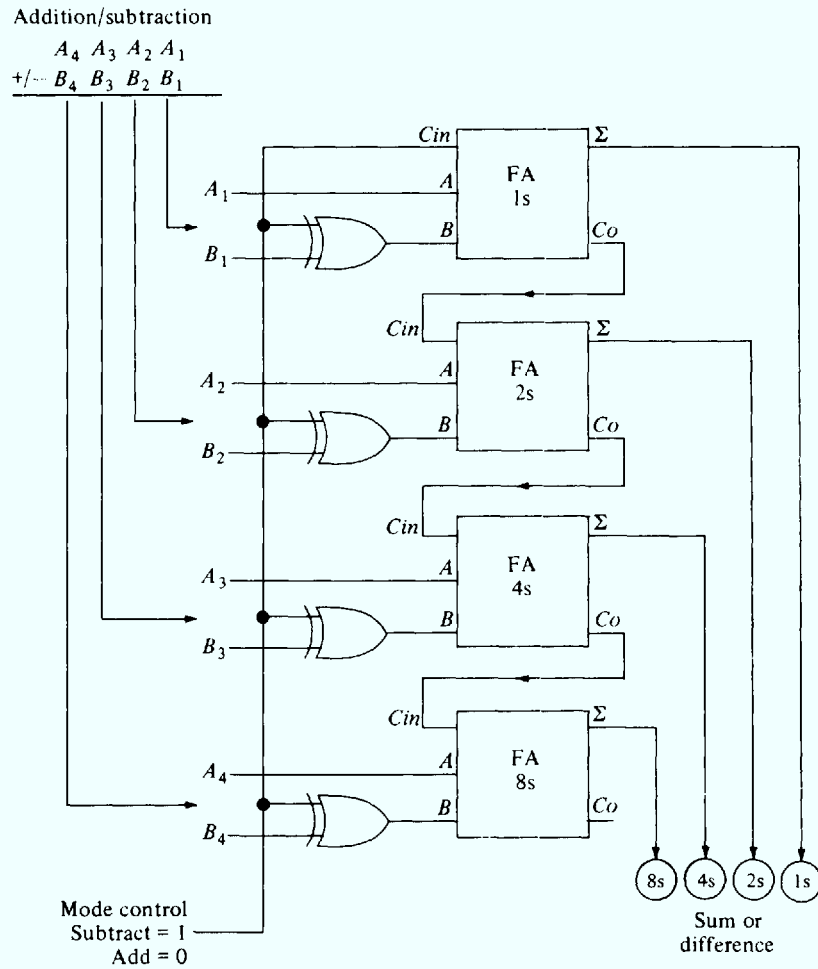 Addition/subtraction
A4 A3 A2 A1
+/− B4 B3 B2 B1
Cin
Σ
FA
1s
A1
A
B1
B
Co
Cin
Σ
FA
2s
A2
A
B2
B
Co
Cin
Σ
FA
4s
A3
A
B3
B
Co
Cin
Σ
FA
8s
A4
A
B4
B
Co
8s 4s 2s 1s
Mode control
Subtract = 1
Add = 0
Sum or
difference